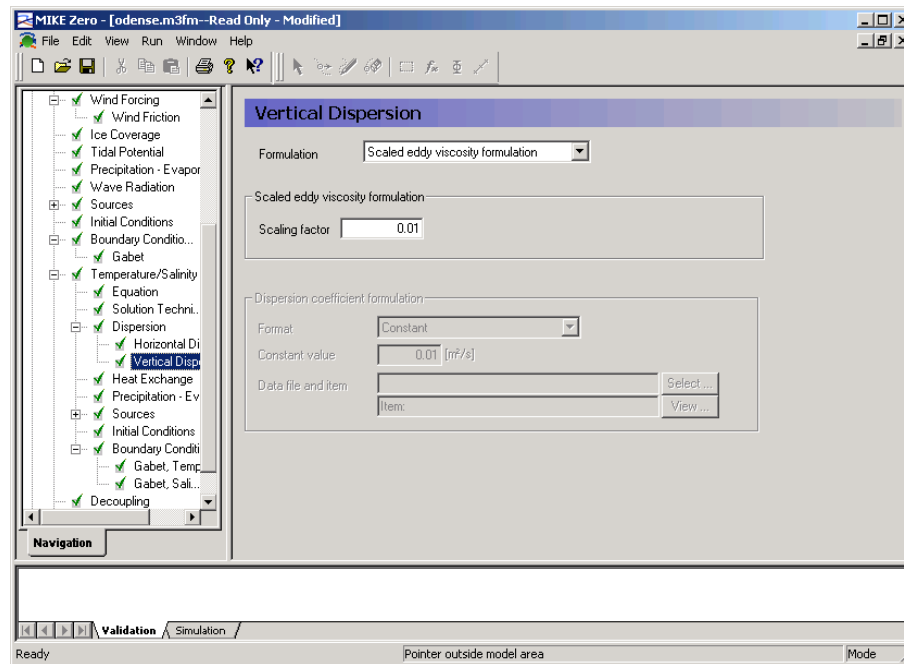 MIKE Zero - [odense.m3fm--Read Only - Modified]
File Edit View Run Window Help
Wind Forcing
Wind Friction
Ice Coverage
Tidal Potential
Precipitation - Evapor
Wave Radiation
Sources
Initial Conditions
Boundary Conditio...
Gabet
Temperature/Salinity
Equation
Solution Techni...
Dispersion
Horizontal Di
Vertical Disp
Heat Exchange
Precipitation - Ev
Sources
Initial Conditions
Boundary Conditi
Gabet, Temp
Gabet, Sali...
Decoupling
Navigation
Vertical Dispersion
Formulation Scaled eddy viscosity formulation
Scaled eddy viscosity formulation
Scaling factor 0.01
Dispersion coefficient formulation
Format Constant
Constant value 0.01 [m²/s]
Data file and item Select ...
Item: View ...
Validation Simulation
Ready Pointer outside model area Mode